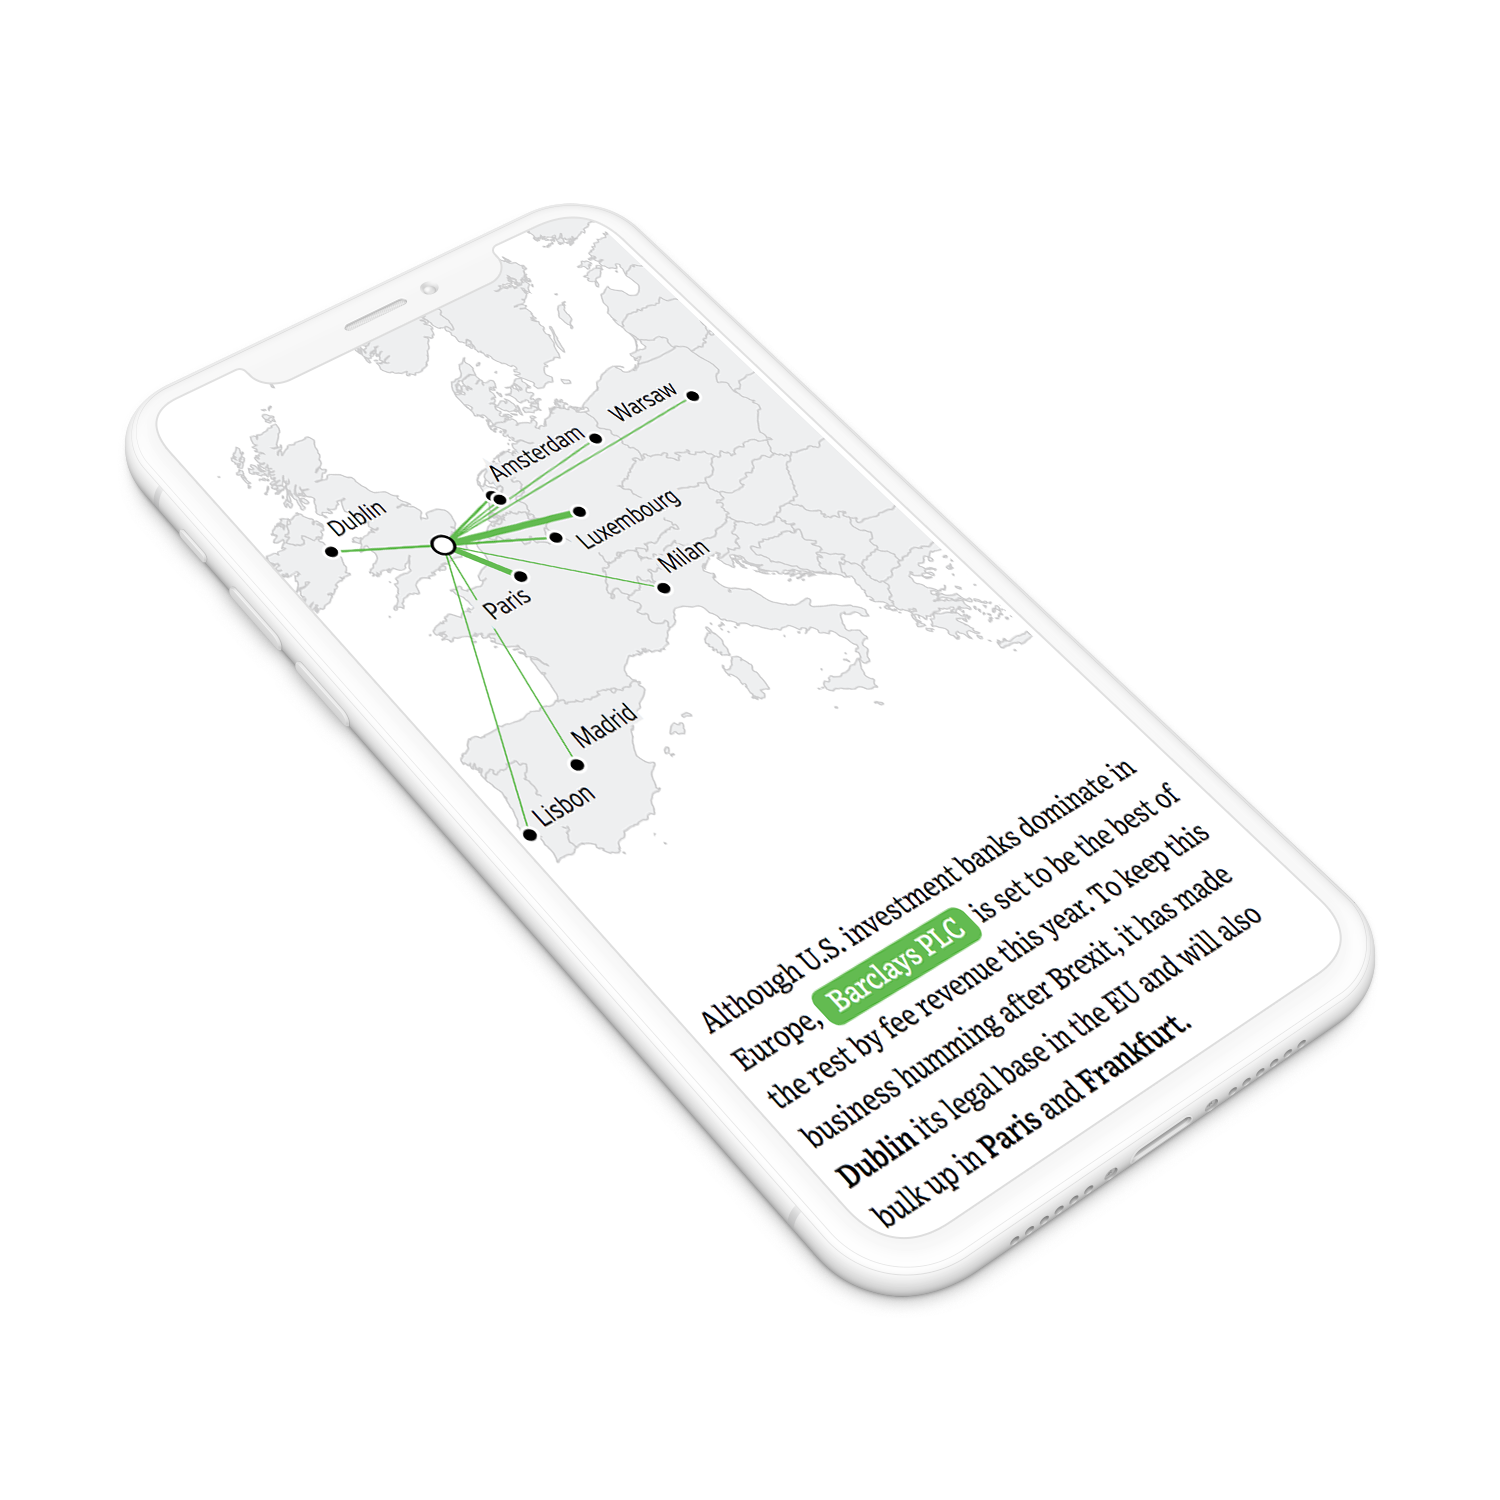 Warsaw
Amsterdam
Dublin
Luxembourg
Milan
Paris
Madrid
Lisbon
Although U.S. investment banks dominate in
Europe, Barclays PLC is set to be the best of
the rest by fee revenue this year. To keep this
business humming after Brexit, it has made
Dublin its legal base in the EU and will also
bulk up in Paris and Frankfurt.